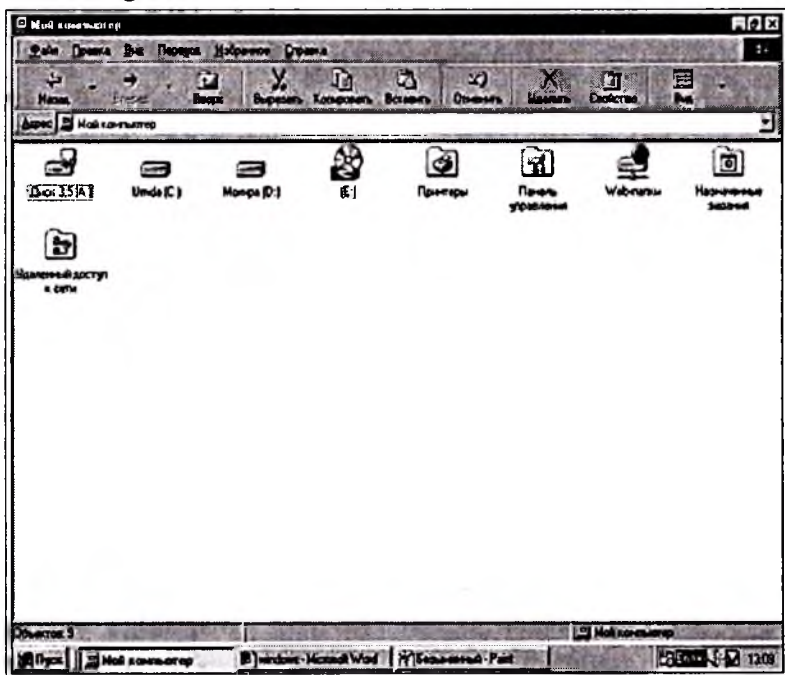 Мой компьютер
Файл Правка Вид Переход Избранное Справка
Назад Вверх Вырезать Копировать Вставить Отменить Удалить Свойства Вид
Адрес Мой компьютер
Диск 3,5 (A:) (C:) (D:) (E:) Принтеры Панель управления Web-папки Назначенные задания
Удаленный доступ к сети
Объектов: 9 Мой компьютер
Пуск Мой компьютер windows - Microsoft Word Безымянный - Paint 13:09